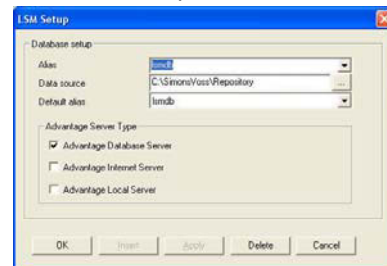 LSM Setup
Database setup
Alias lsmdb
Data source C:\SimonsVoss\Repository ...
Default alias lsmdb
Advantage Server Type
Advantage Database Server
Advantage Internet Server
Advantage Local Server
OK Insert Apply Delete Cancel